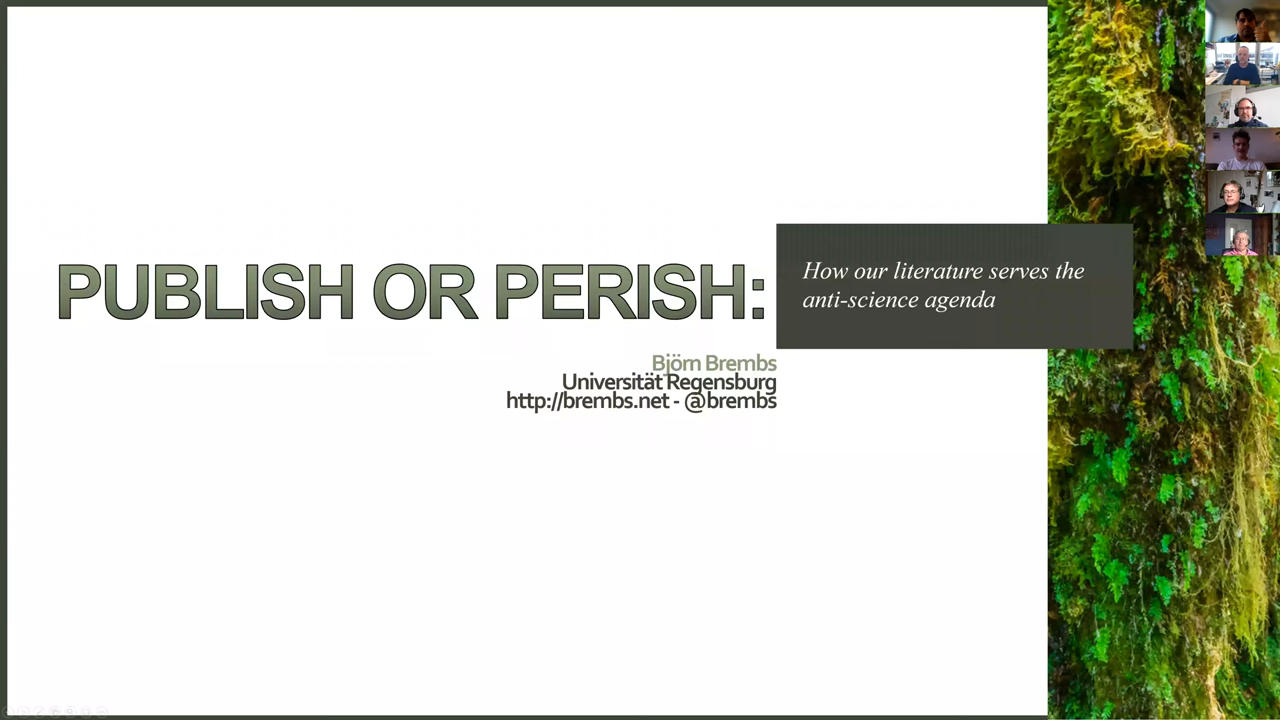 PUBLISH OR PERISH:
How our literature serves the
anti-science agenda
Björn Brembs
Universität Regensburg
http://brembs.net - @brembs